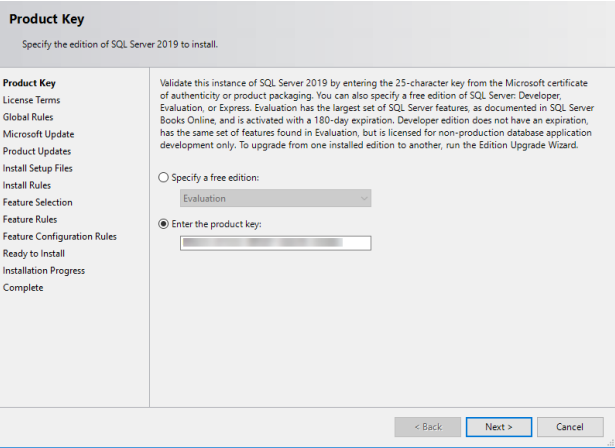 Product Key
Specify the edition of SQL Server 2019 to install.
Product Key
License Terms
Global Rules
Microsoft Update
Product Updates
Install Setup Files
Install Rules
Feature Selection
Feature Rules
Feature Configuration Rules
Ready to Install
Installation Progress
Complete
Validate this instance of SQL Server 2019 by entering the 25-character key from the Microsoft certificate
of authenticity or product packaging. You can also specify a free edition of SQL Server: Developer,
Evaluation, or Express. Evaluation has the largest set of SQL Server features, as documented in SQL Server
Books Online, and is activated with a 180-day expiration. Developer edition does not have an expiration,
has the same set of features found in Evaluation, but is licensed for non-production database application
development only. To upgrade from one installed edition to another, run the Edition Upgrade Wizard.
Specify a free edition:
Evaluation
Enter the product key:
< Back
Next >
Cancel